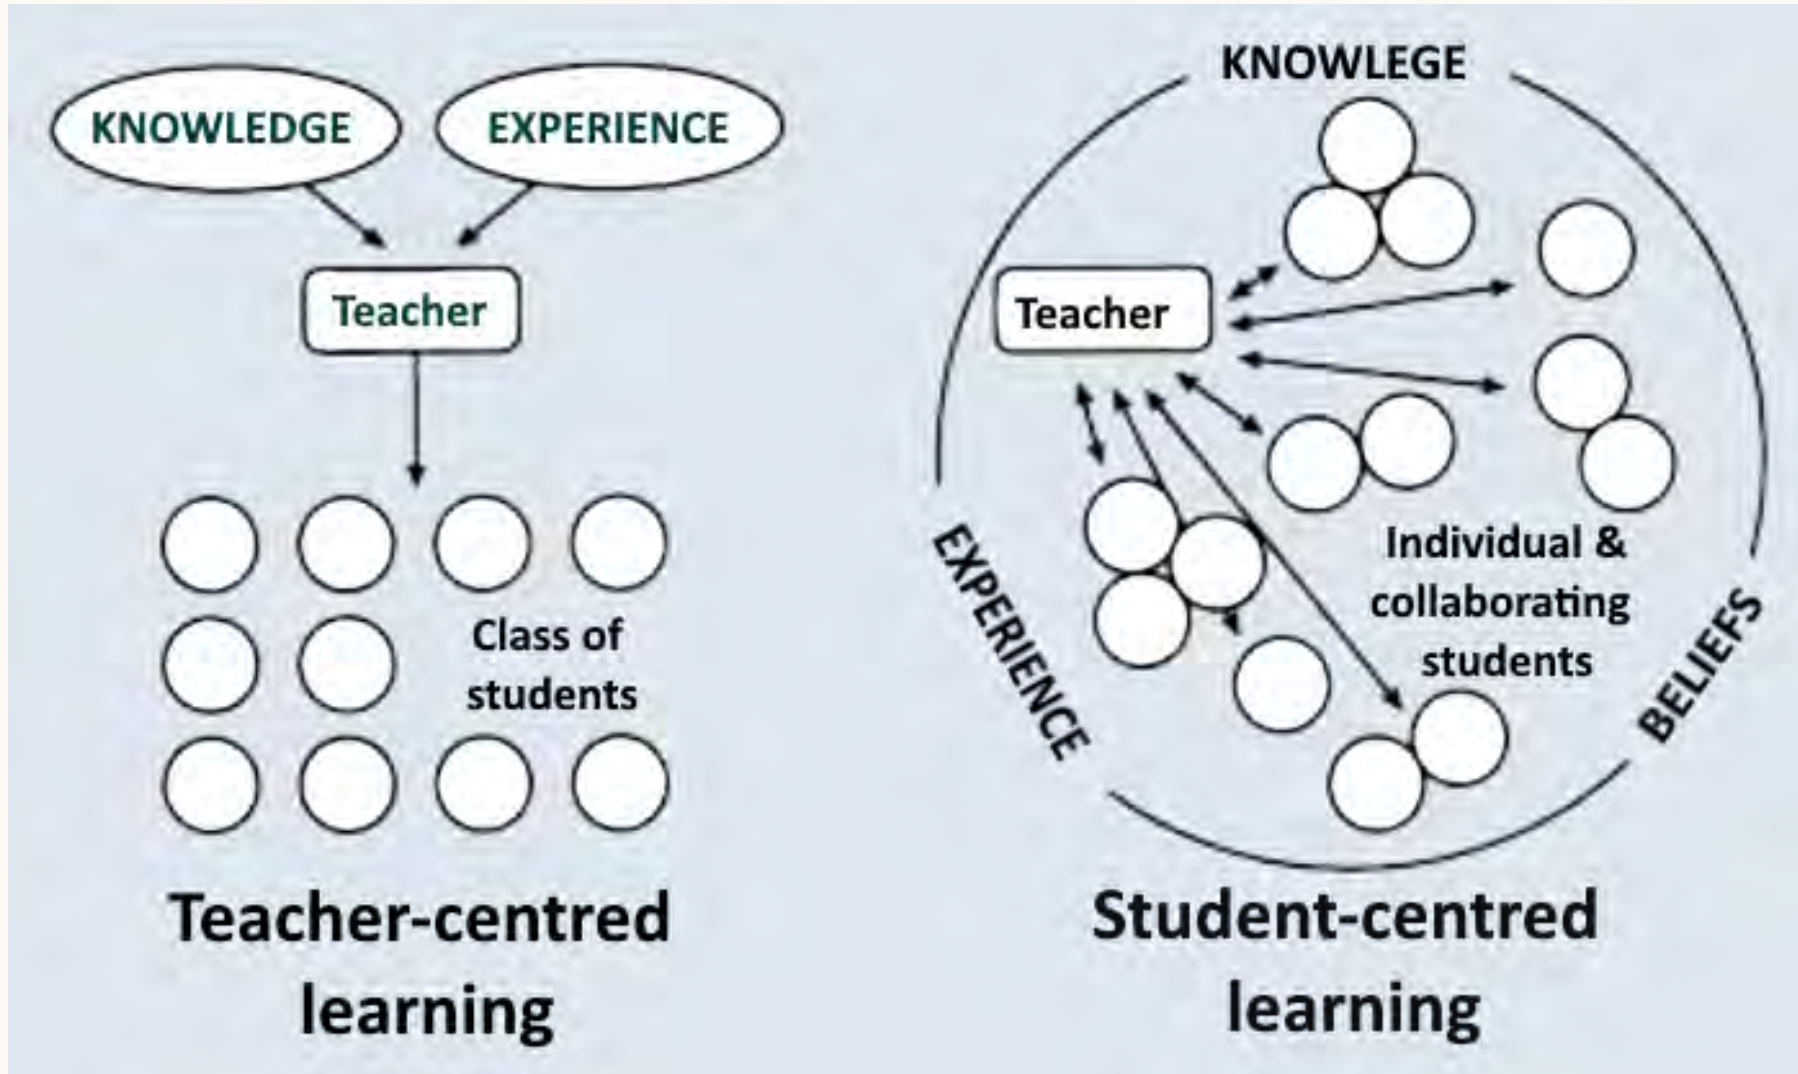 KNOWLEDGE
EXPERIENCE
Teacher
Class of
students
Teacher-centred
learning
KNOWLEGE
Teacher
Individual &
collaborating
students
EXPERIENCE
BELIEFS
Student-centred
learning